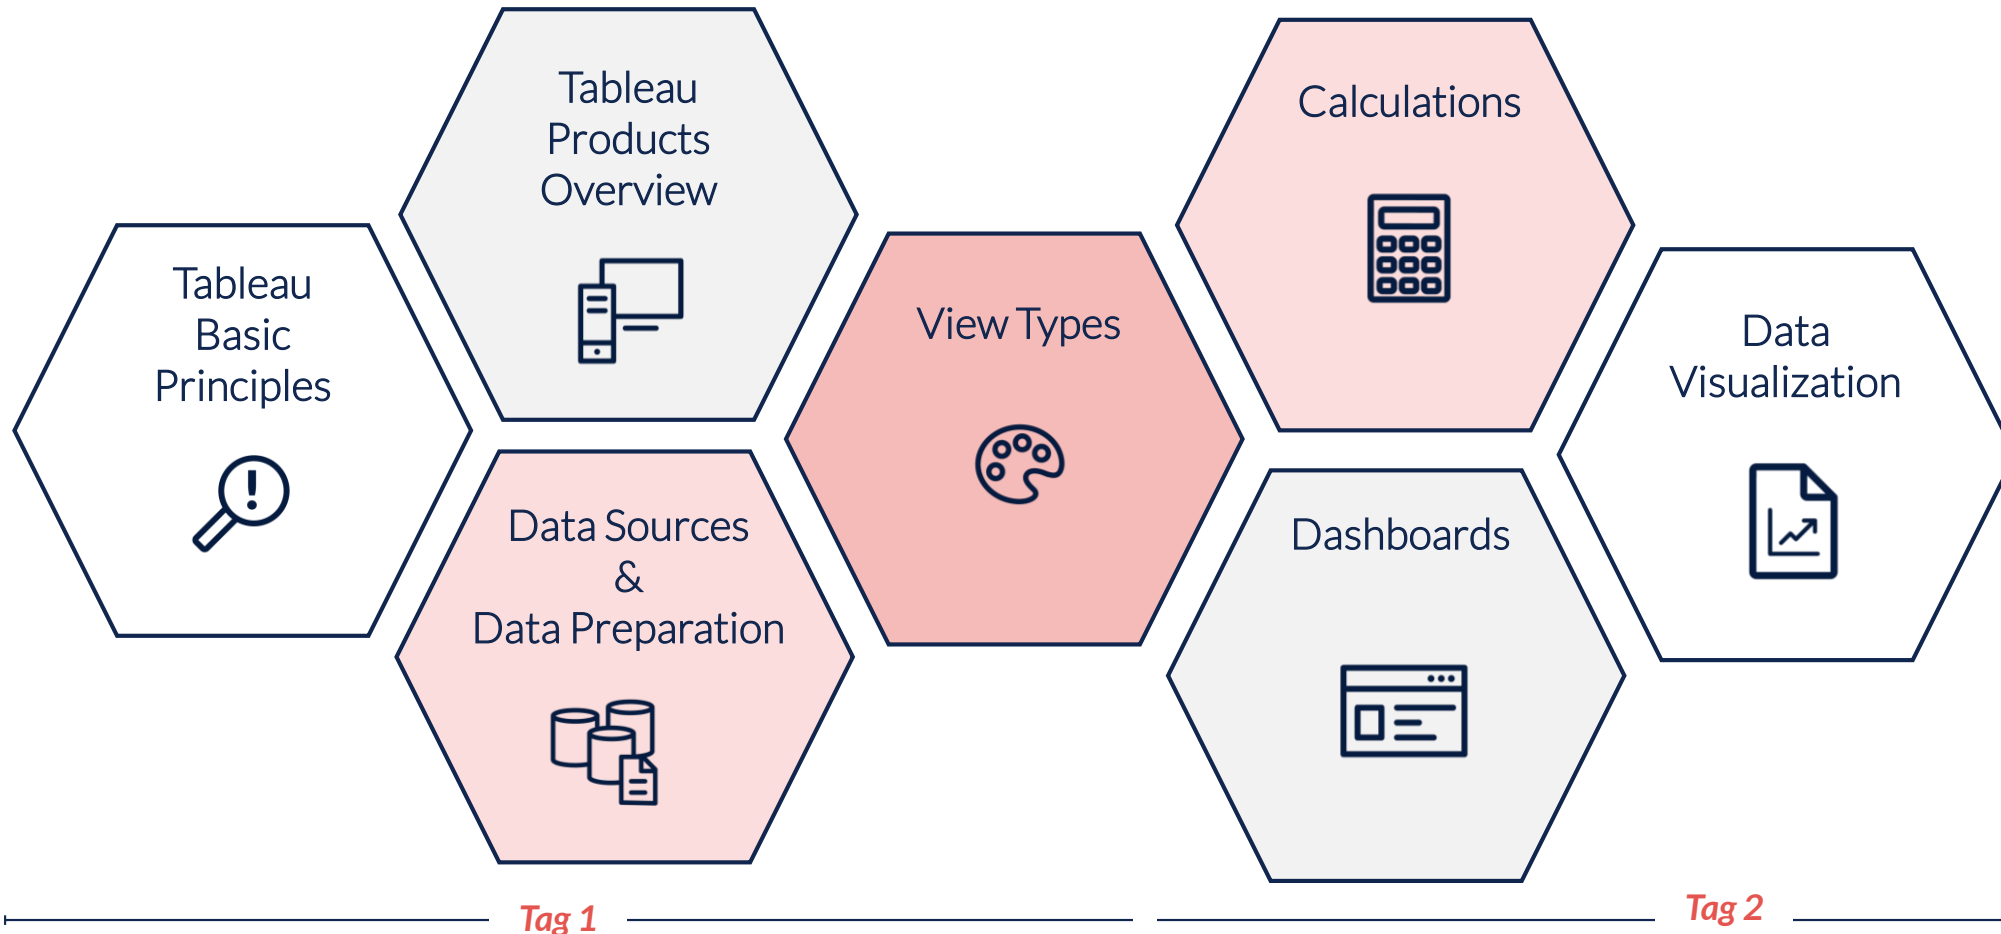 Tableau
Basic
Principles
Tableau
Products
Overview
Data Sources
&
Data Preparation
View Types
Calculations
Dashboards
Data
Visualization
Tag 1
Tag 2